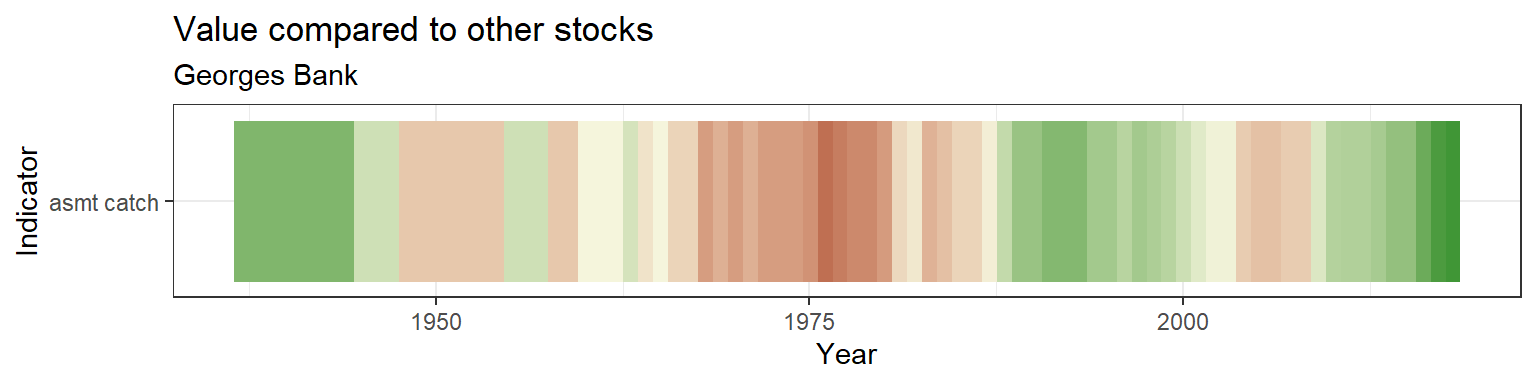 Value compared to other stocks
Georges Bank
Indicator
asmt catch
1950 1975 2000
Year